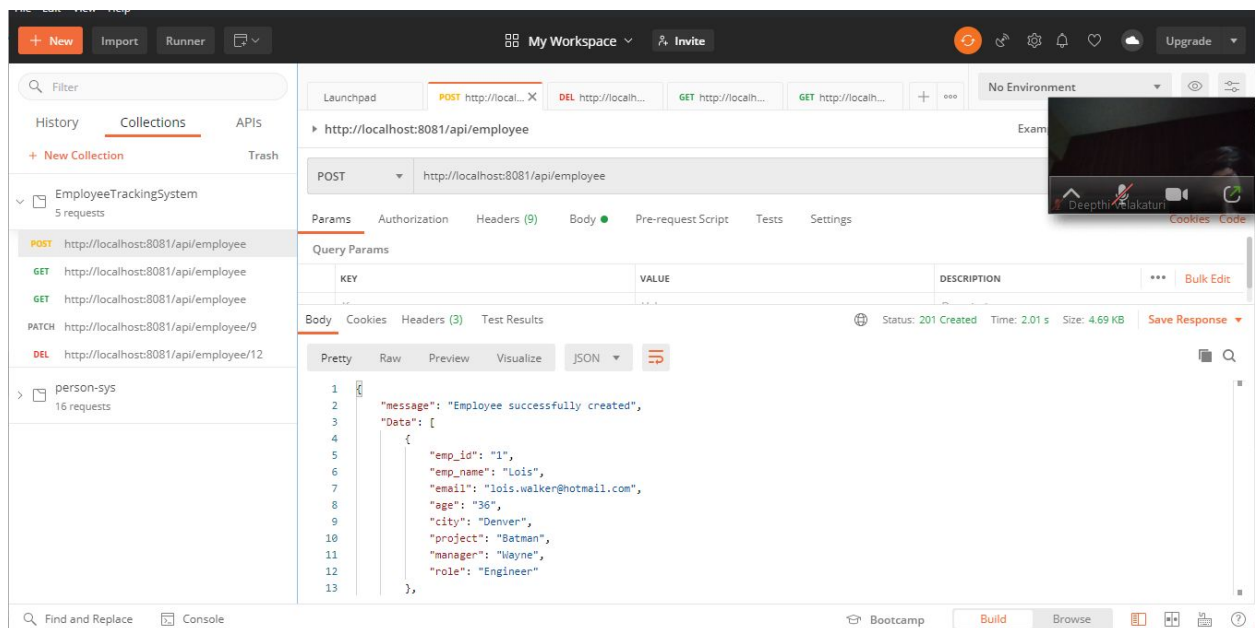 File Edit View Help
+ New Import Runner My Workspace Invite Upgrade
Filter
History Collections APIs
+ New Collection Trash
EmployeeTrackingSystem
5 requests
POST http://localhost:8081/api/employee
GET http://localhost:8081/api/employee
GET http://localhost:8081/api/employee
PATCH http://localhost:8081/api/employee/9
DEL http://localhost:8081/api/employee/12
person-sys
16 requests
Launchpad POST http://local... X DEL http://localh... GET http://localh... GET http://localh... + ooo No Environment
http://localhost:8081/api/employee Exam
POST http://localhost:8081/api/employee
Deepthi Velakaturi
Params Authorization Headers (9) Body Pre-request Script Tests Settings Cookies Code
Query Params
KEY VALUE DESCRIPTION ••• Bulk Edit
Body Cookies Headers (3) Test Results Status: 201 Created Time: 2.01 s Size: 4.69 KB Save Response
Pretty Raw Preview Visualize JSON
1 {
2 "message": "Employee successfully created",
3 "Data": [
4 {
5 "emp_id": "1",
6 "emp_name": "Lois",
7 "email": "lois.walker@hotmail.com",
8 "age": "36",
9 "city": "Denver",
10 "project": "Batman",
11 "manager": "Wayne",
12 "role": "Engineer"
13 },
Find and Replace Console Bootcamp Build Browse